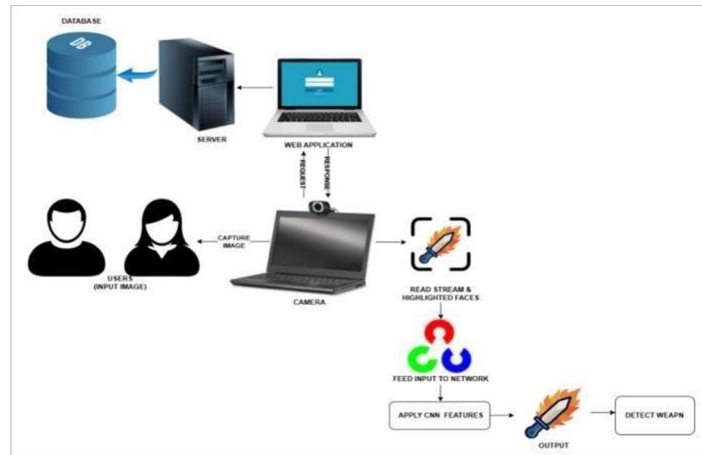 DATABASE
DB
SERVER
WEB APPLICATION
REQUEST
RESPONSE
CAPTURE
IMAGE
USERS
(INPUT IMAGE)
CAMERA
READ STREAM &
HIGHLIGHTED FACES
FEED INPUT TO NETWORK
APPLY CNN FEATURES
OUTPUT
DETECT WEAPN